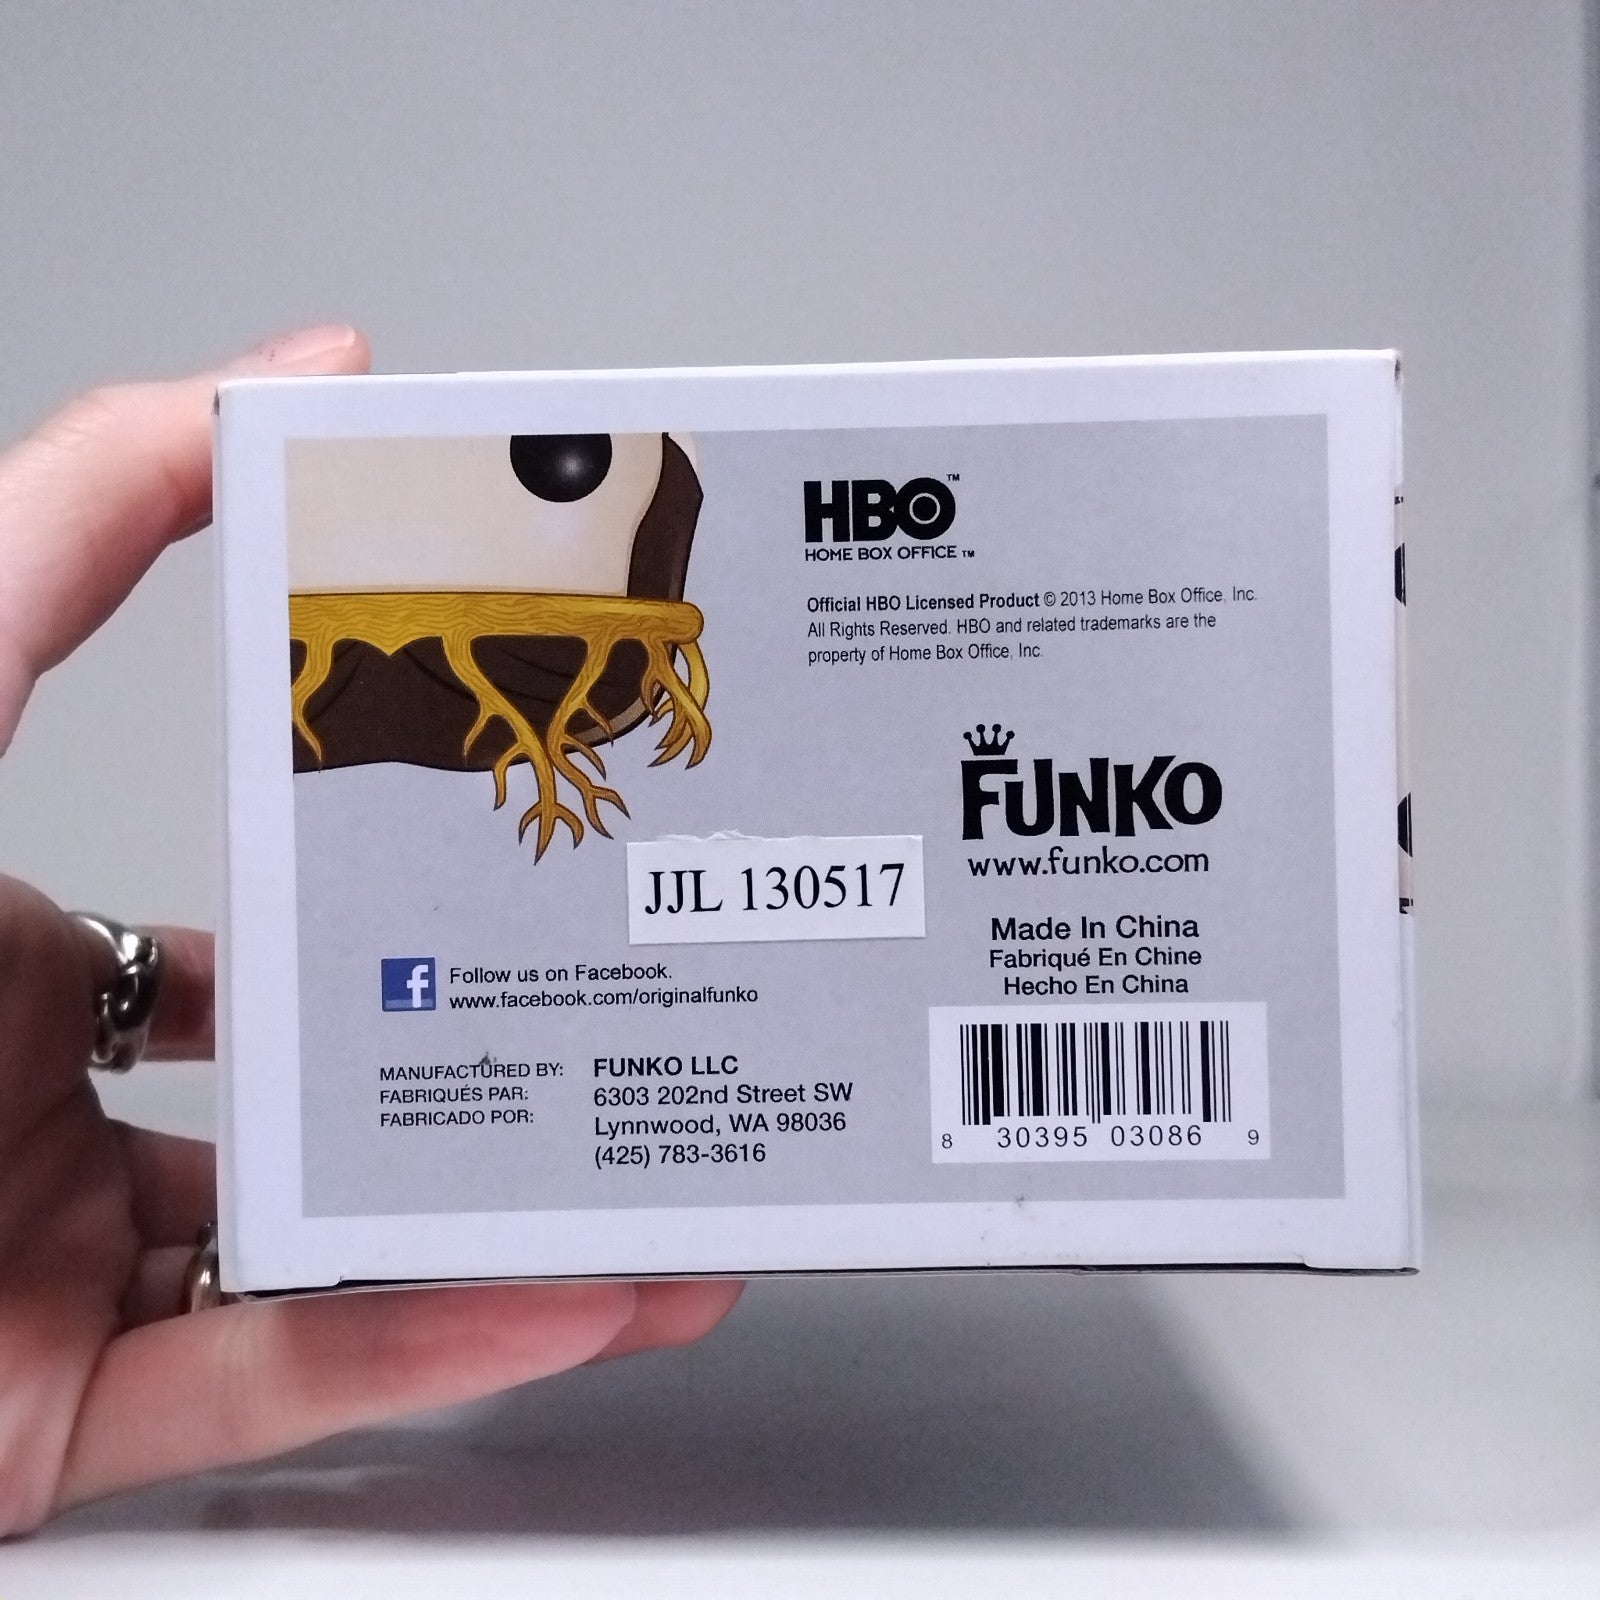 HBO™
HOME BOX OFFICE ™
Official HBO Licensed Product © 2013 Home Box Office, Inc.
All Rights Reserved. HBO and related trademarks are the
property of Home Box Office, Inc.
FUNKO
www.funko.com
JJL 130517
Made In China
Fabriqué En Chine
Hecho En China
f
Follow us on Facebook.
www.facebook.com/originalfunko
MANUFACTURED BY:
FABRIQUÉS PAR:
FABRICADO POR:
FUNKO LLC
6303 202nd Street SW
Lynnwood, WA 98036
(425) 783-3616
8 30395 03086 9